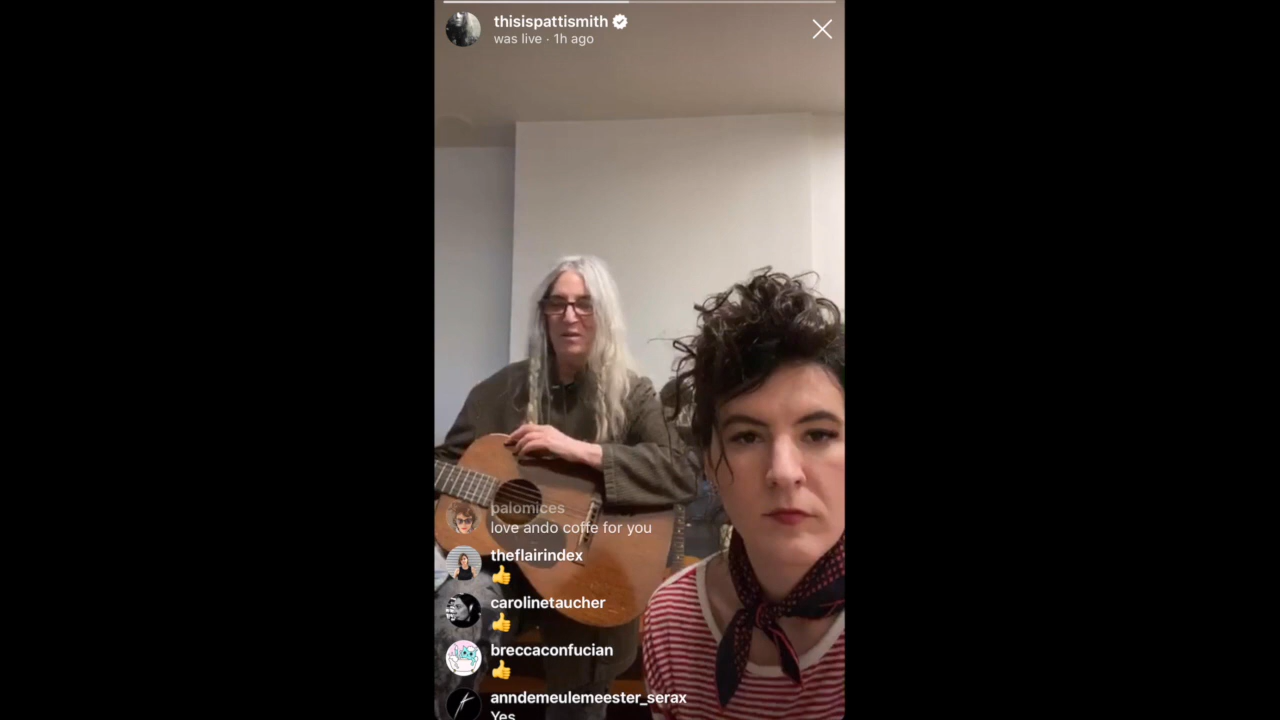 thisispattismith
was live · 1h ago
palomices
love ando coffe for you
theflairindex
👍
carolinetaucher
👍
breccaconfucian
👍
anndemeulemeester_serax
Yes